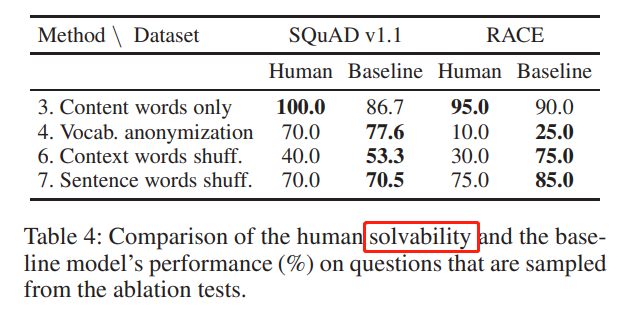 Method \ Dataset SQuAD v1.1 RACE
Human Baseline Human Baseline
3. Content words only 100.0 86.7 95.0 90.0
4. Vocab. anonymization 70.0 77.6 10.0 25.0
6. Context words shuff. 40.0 53.3 30.0 75.0
7. Sentence words shuff. 70.0 70.5 75.0 85.0
Table 4: Comparison of the human solvability and the base-
line model's performance (%) on questions that are sampled
from the ablation tests.